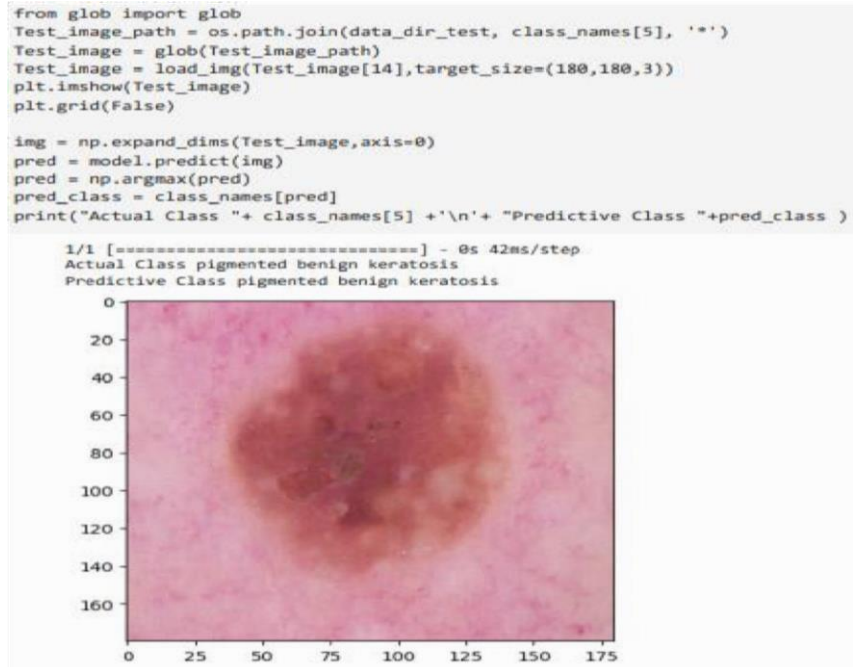 from glob import glob
Test_image_path = os.path.join(data_dir_test, class_names[5], '*')
Test_image = glob(Test_image_path)
Test_image = load_img(Test_image[14],target_size=(180,180,3))
plt.imshow(Test_image)
plt.grid(False)
img = np.expand_dims(Test_image,axis=0)
pred = model.predict(img)
pred = np.argmax(pred)
pred_class = class_names[pred]
print("Actual Class "+ class_names[5] +'\n'+ "Predictive Class "+pred_class )
1/1 [==============================] - 0s 42ms/step
Actual Class pigmented benign keratosis
Predictive Class pigmented benign keratosis
0
20
40
60
80
100
120
140
160
0 25 50 75 100 125 150 175